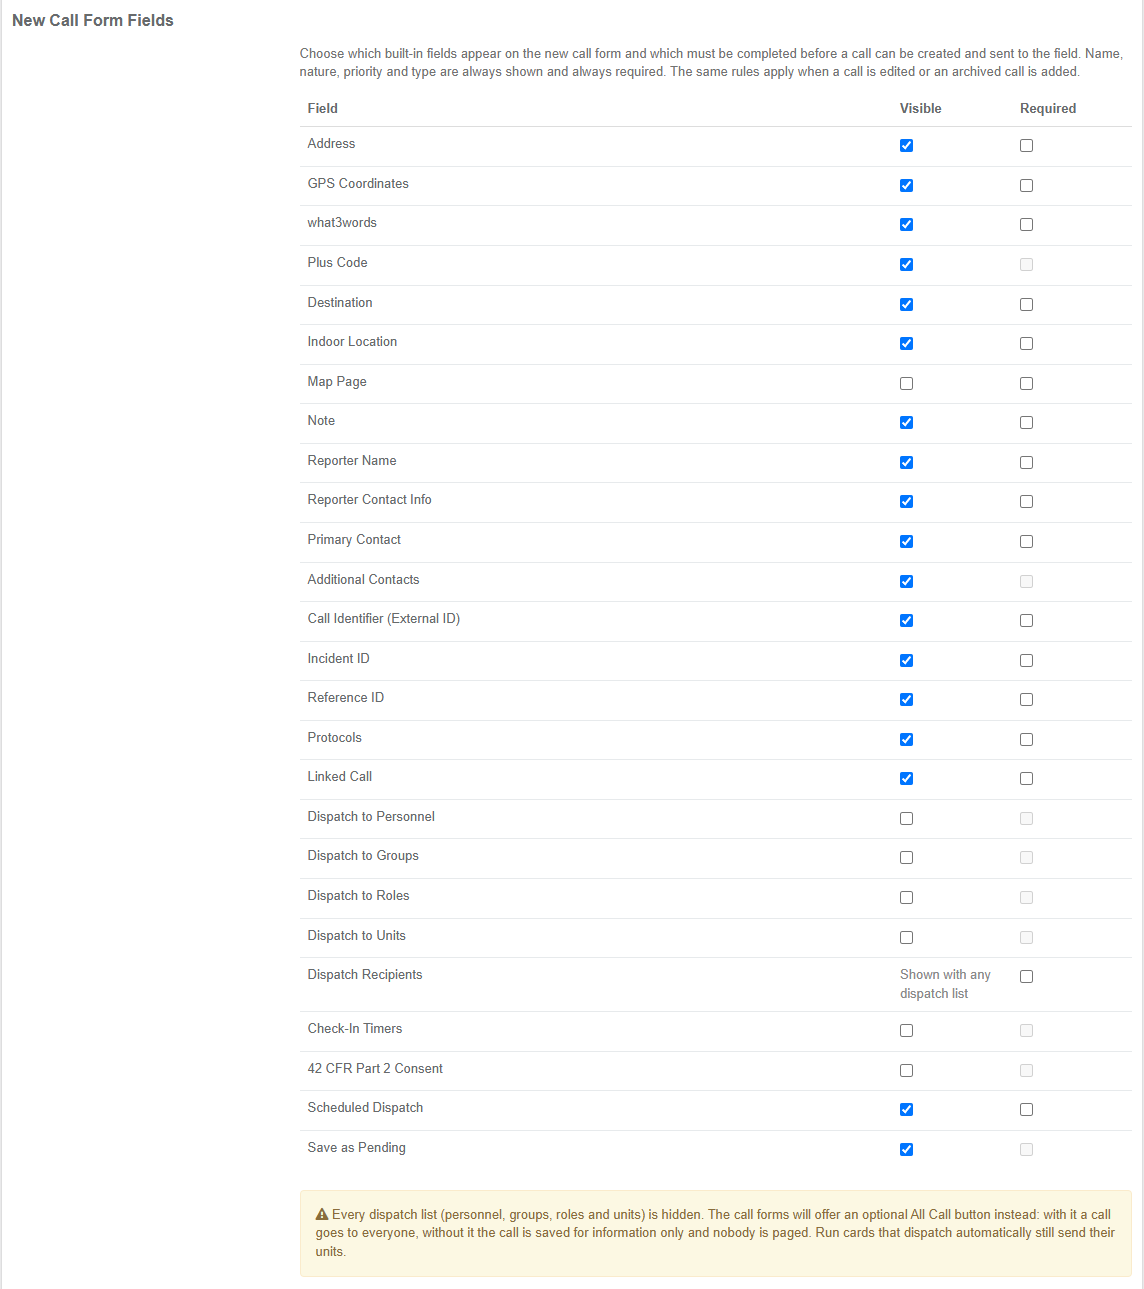 New Call Form Fields
Choose which built-in fields appear on the new call form and which must be completed before a call can be created and sent to the field. Name,
nature, priority and type are always shown and always required. The same rules apply when a call is edited or an archived call is added.
Field Visible Required
Address
GPS Coordinates
what3words
Plus Code
Destination
Indoor Location
Map Page
Note
Reporter Name
Reporter Contact Info
Primary Contact
Additional Contacts
Call Identifier (External ID)
Incident ID
Reference ID
Protocols
Linked Call
Dispatch to Personnel
Dispatch to Groups
Dispatch to Roles
Dispatch to Units
Dispatch Recipients Shown with any
dispatch list
Check-In Timers
42 CFR Part 2 Consent
Scheduled Dispatch
Save as Pending
Every dispatch list (personnel, groups, roles and units) is hidden. The call forms will offer an optional All Call button instead: with it a call
goes to everyone, without it the call is saved for information only and nobody is paged. Run cards that dispatch automatically still send their
units.